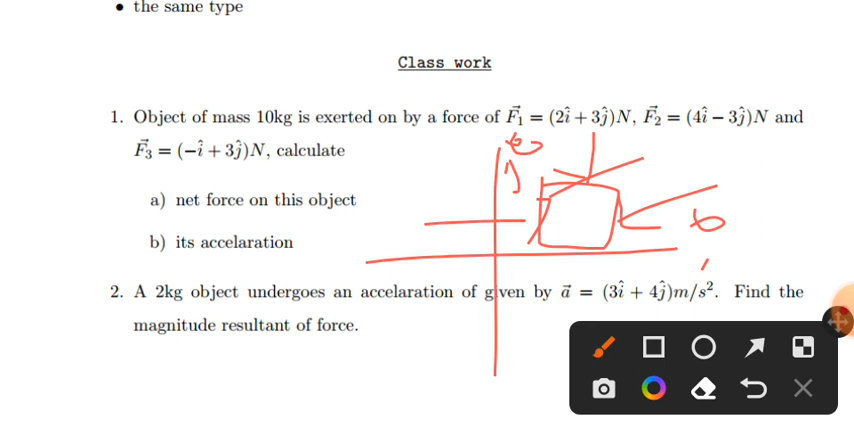 • the same type
Class work
1. Object of mass 10kg is exerted on by a force of F⃗₁ = (2î + 3ĵ)N, F⃗₂ = (4î − 3ĵ)N and
F⃗₃ = (−î + 3ĵ)N, calculate
a) net force on this object
b) its accelaration
2. A 2kg object undergoes an accelaration of given by a⃗ = (3î + 4ĵ)m/s². Find the
magnitude resultant of force.